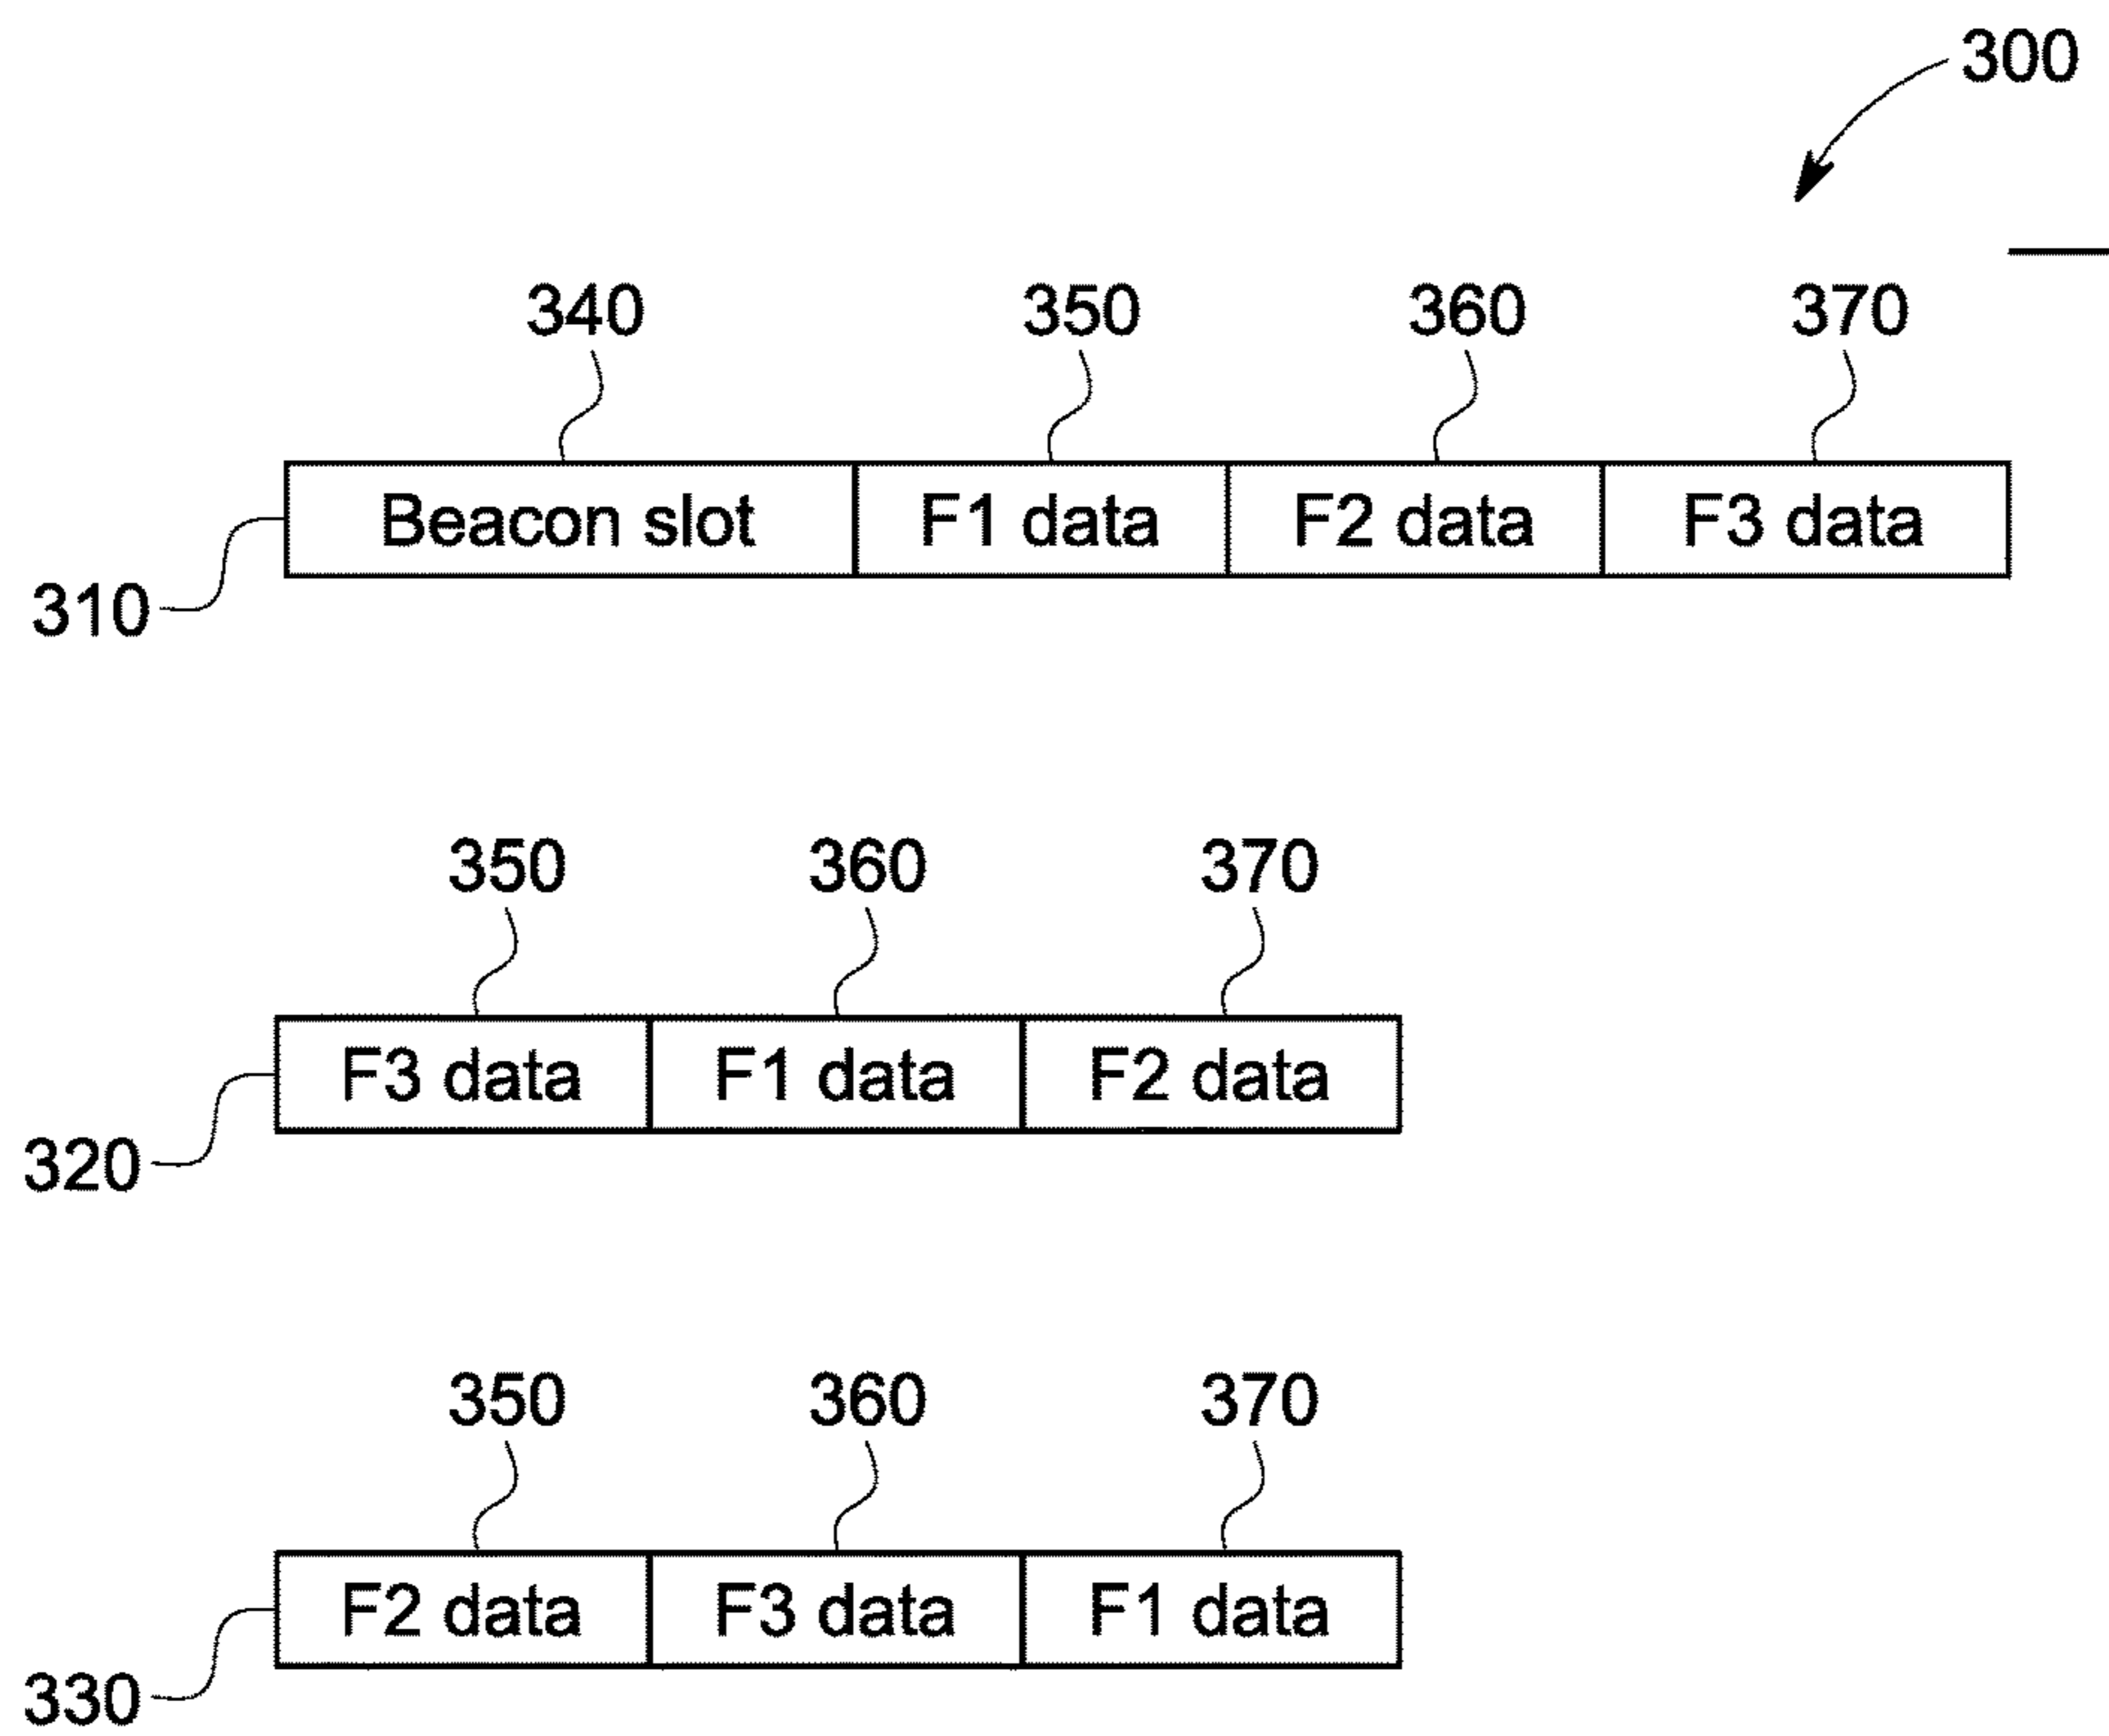 300
340 350 360 370
Beacon slot F1 data F2 data F3 data
310
350 360 370
F3 data F1 data F2 data
320
350 360 370
F2 data F3 data F1 data
330